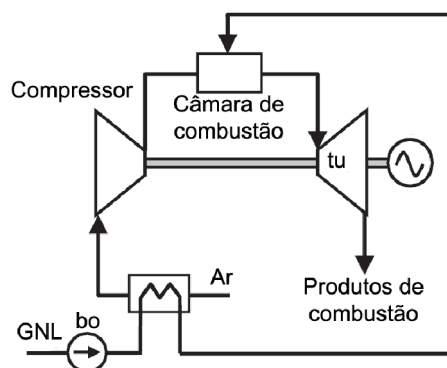 Compressor
Câmara de
combustão
tu
Ar
Produtos de
combustão
GNL
bo